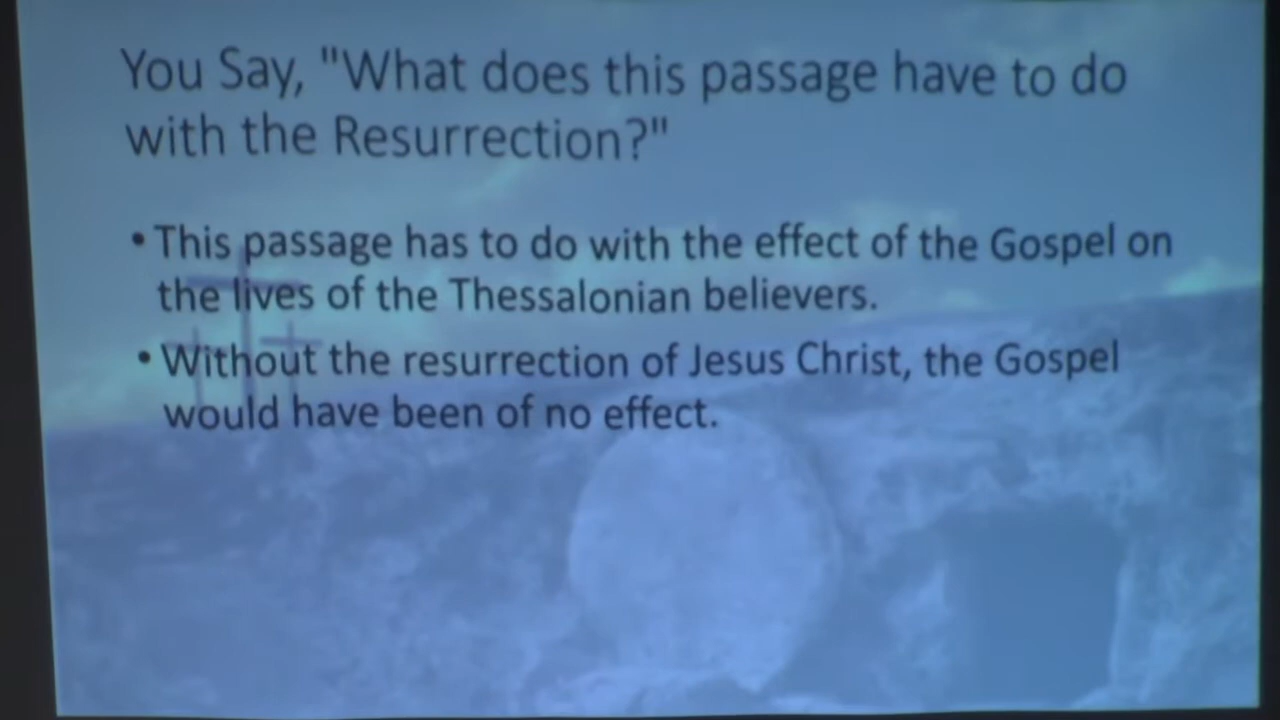 You Say, "What does this passage have to do
with the Resurrection?"
• This passage has to do with the effect of the Gospel on
the lives of the Thessalonian believers.
• Without the resurrection of Jesus Christ, the Gospel
would have been of no effect.